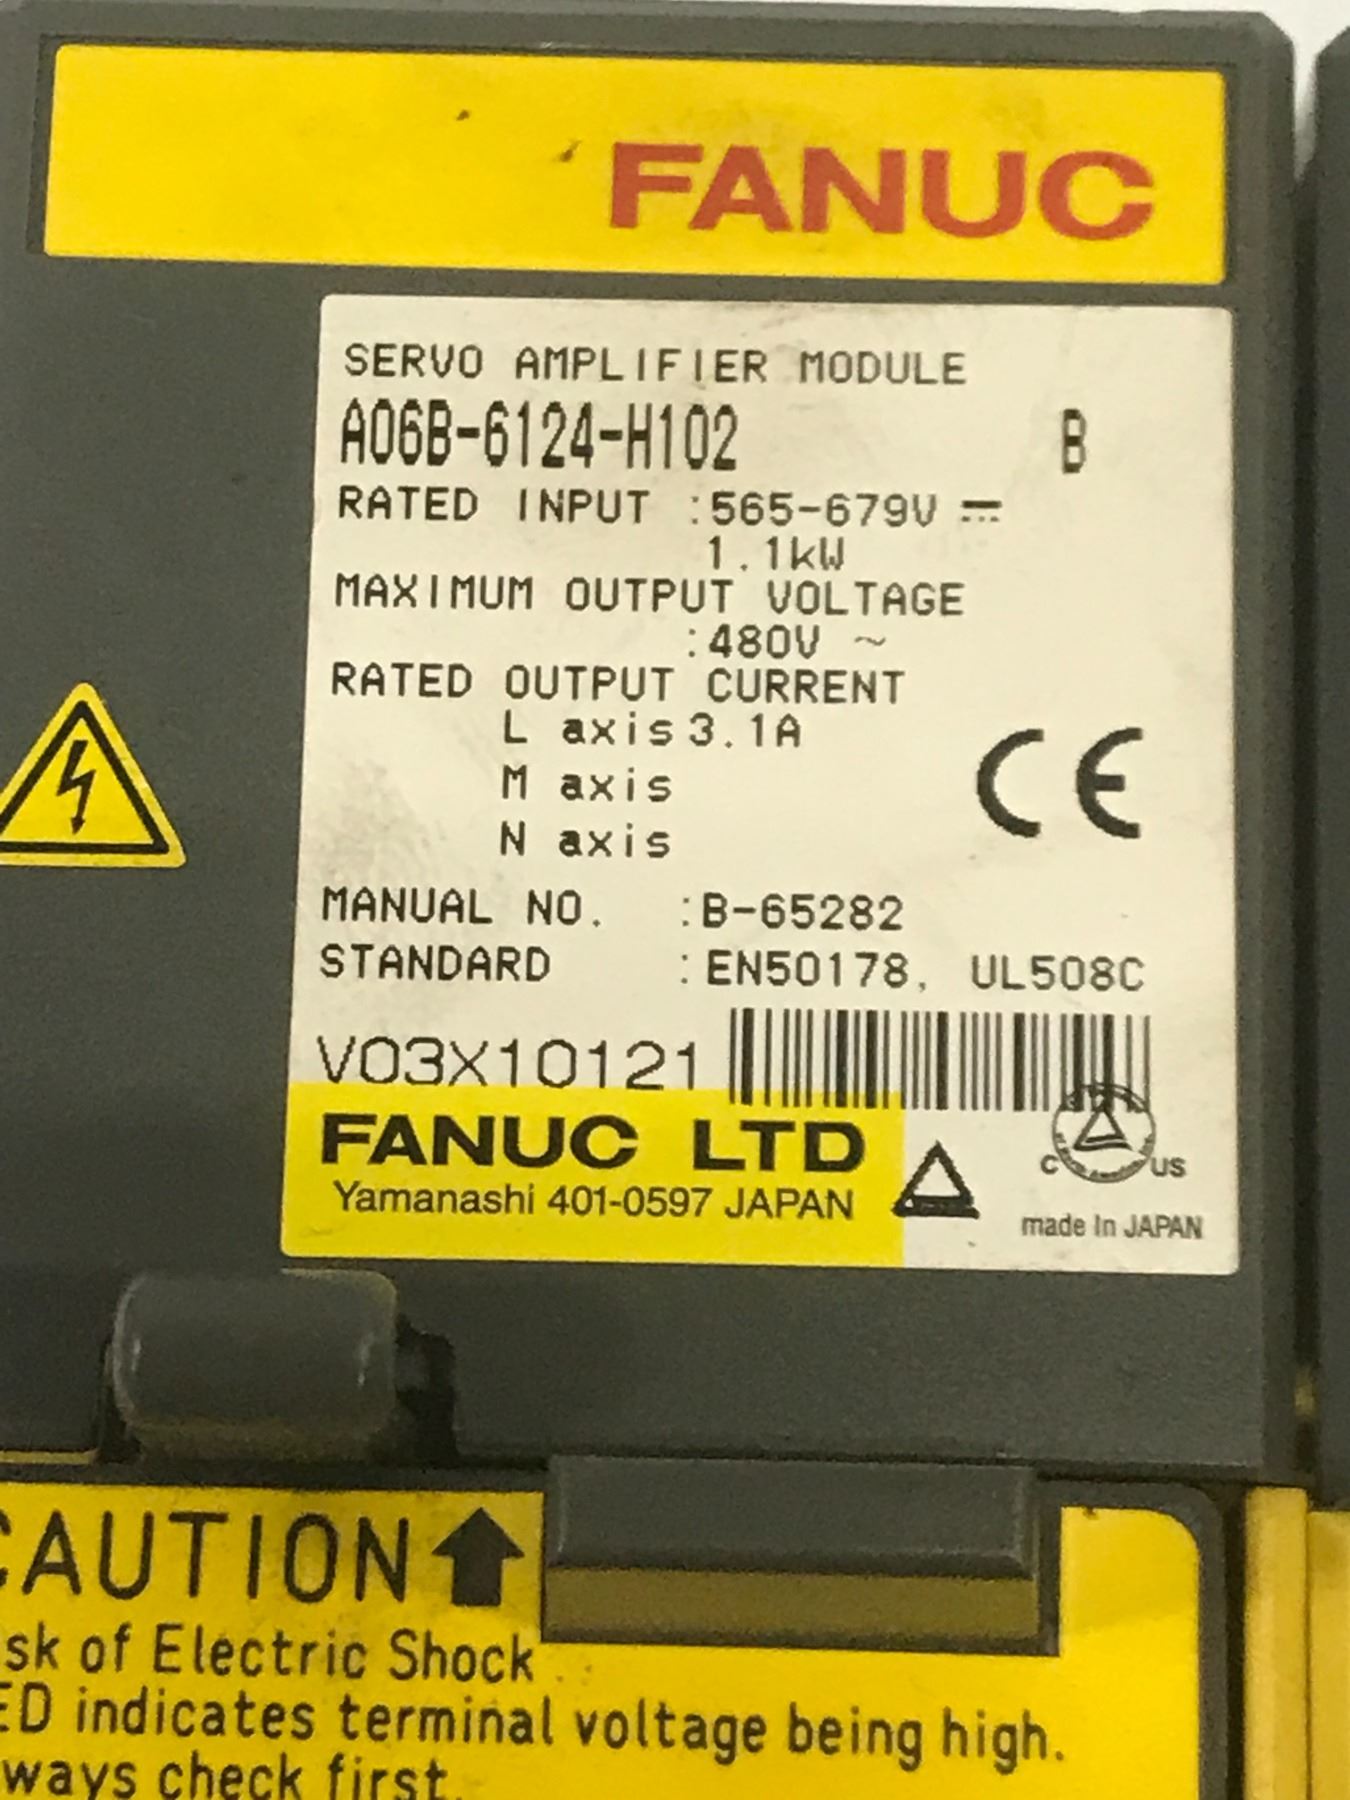 FANUC
SERVO AMPLIFIER MODULE
A06B-6124-H102 B
RATED INPUT :565-679V ⎓
1.1kW
MAXIMUM OUTPUT VOLTAGE
:480V ~
RATED OUTPUT CURRENT
L axis 3.1A
M axis
N axis
CE
MANUAL NO. :B-65282
STANDARD :EN50178, UL508C
V03X10121
FANUC LTD
Yamanashi 401-0597 JAPAN
C US
made In JAPAN
CAUTION
sk of Electric Shock
ED indicates terminal voltage being high.
ways check first.